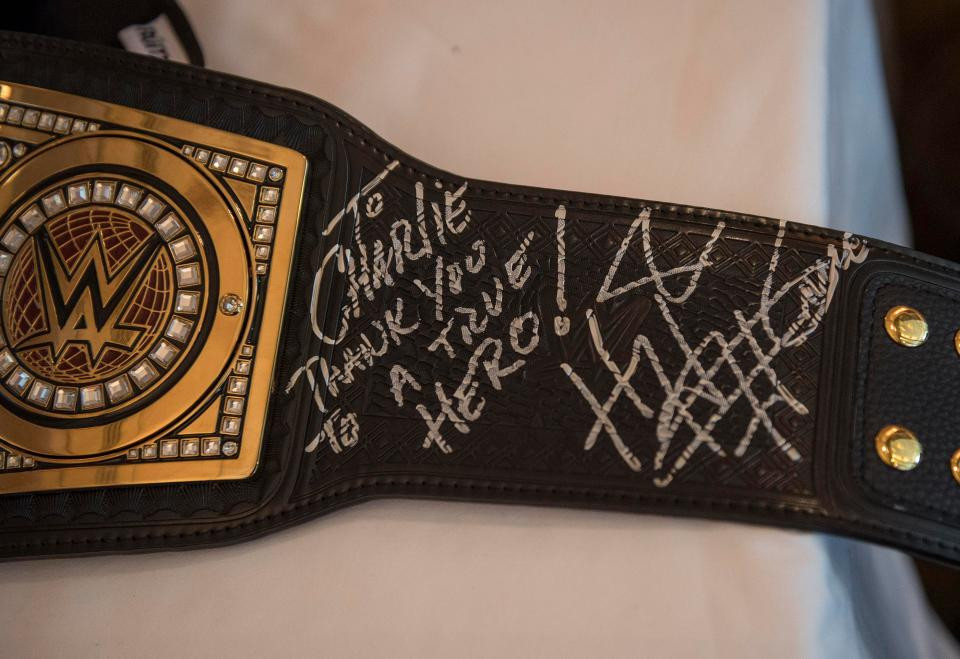 W
To
CHARLIE
THANK YOU
TO A TRUE
HERO!